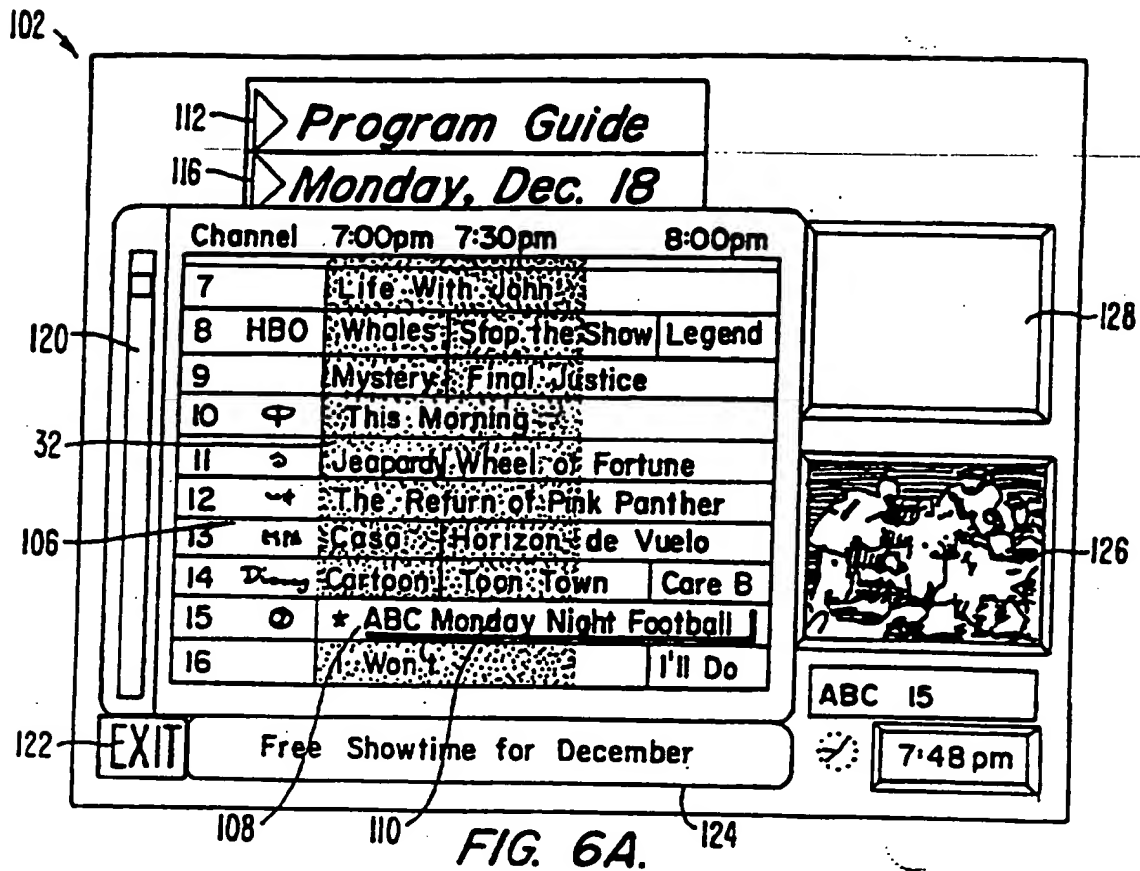 102
112 Program Guide
116 Monday, Dec. 18
Channel 7:00pm 7:30pm 8:00pm
7 Life With John
8 HBO Whales Stop the Show Legend
120
128
9 Mystery Final Justice
10 This Morning
32
11 Jeapardy Wheel of Fortune
12 The Return of Pink Panther
106
13 Casa Horizon de Vuelo
126
14 Disney Cartoon Toon Town Care B
15 * ABC Monday Night Football
16 I Won't I'll Do
ABC 15
122 EXIT Free Showtime for December
7:48pm
108 110 124
FIG. 6A.